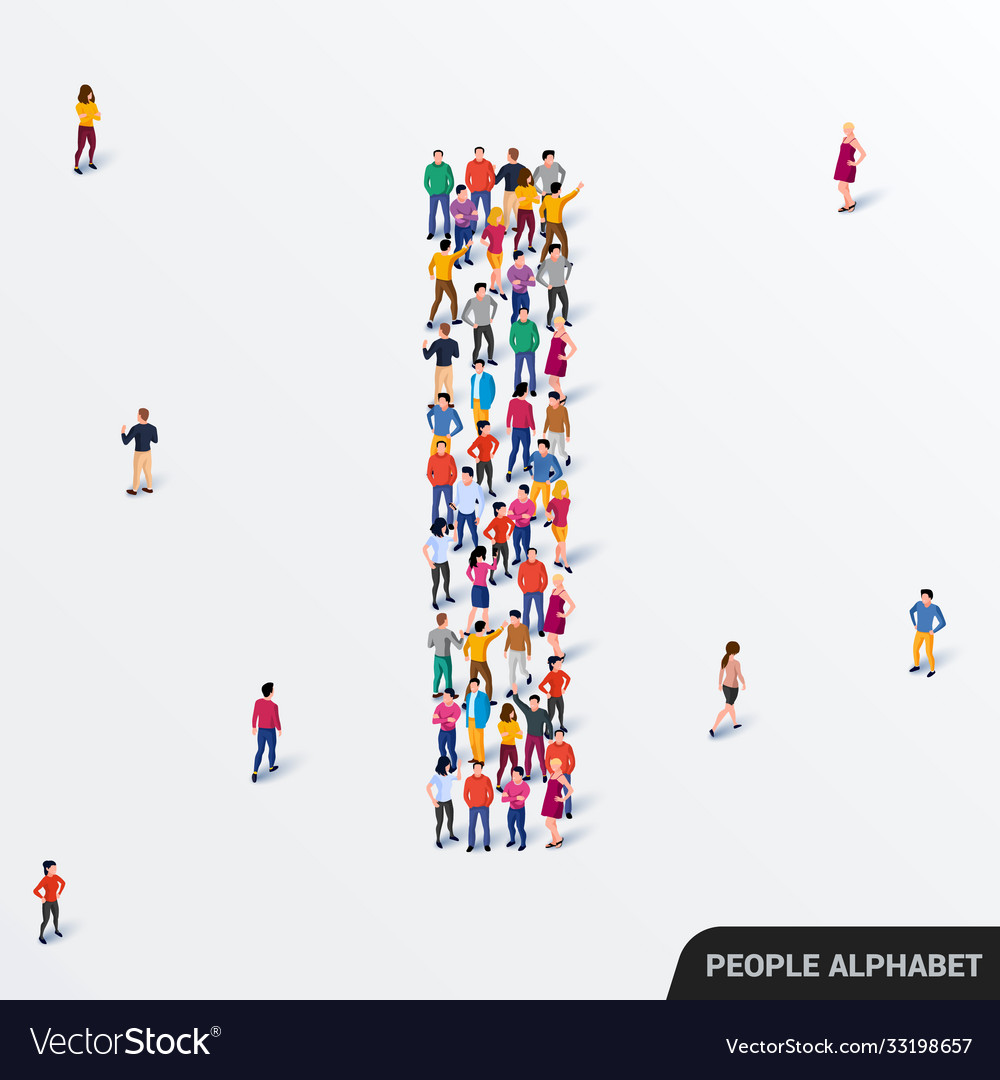 I
PEOPLE ALPHABET
VectorStock®
VectorStock.com/33198657